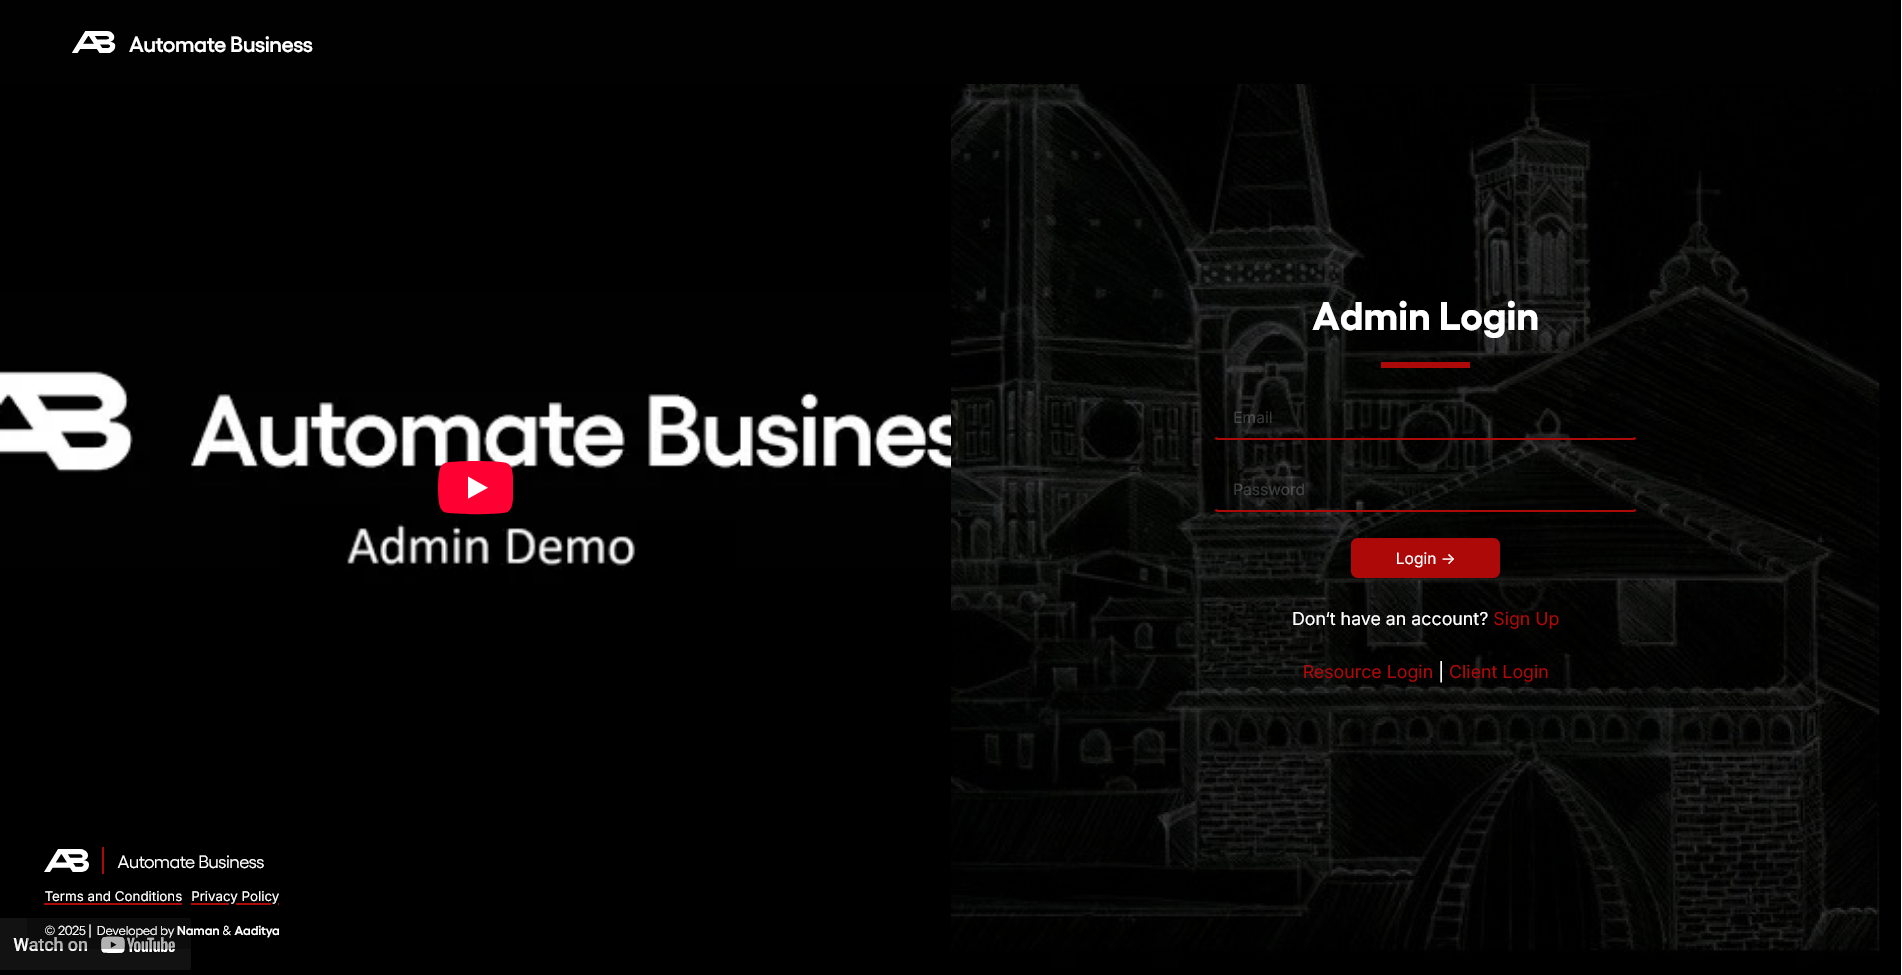 AB Automate Business
AB Automate Busines
Admin Demo
Admin Login
Email
Password
Login →
Don't have an account? Sign Up
Resource Login | Client Login
AB | Automate Business
Terms and Conditions Privacy Policy
© 2025 | Developed by Naman & Aaditya
Watch on YouTube